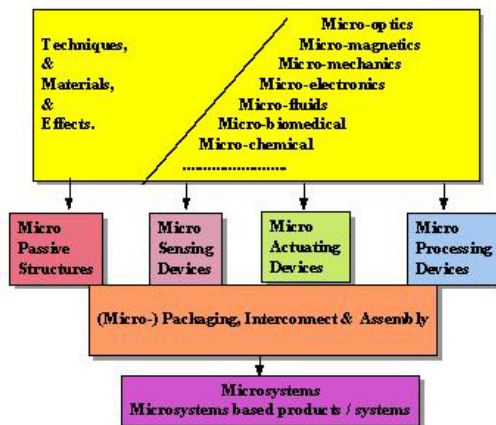 Techniques,
&
Materials,
&
Effects.
Micro-optics
Micro-magnetics
Micro-mechanics
Micro-electronics
Micro-fluids
Micro-biomedical
Micro-chemical
........................
Micro
Passive
Structures
Micro
Sensing
Devices
Micro
Actuating
Devices
Micro
Processing
Devices
(Micro-) Packaging, Interconnect & Assembly
Microsystems
Microsystems based products / systems